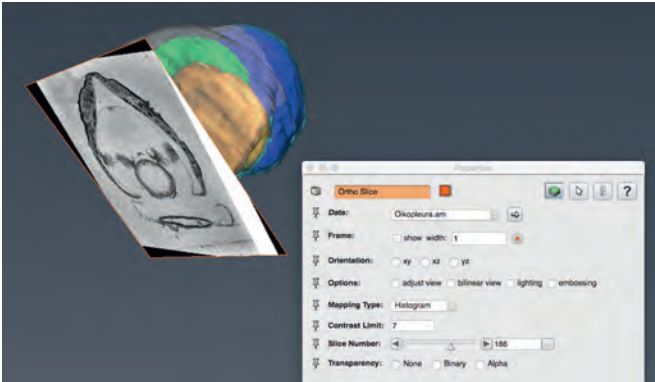 Properties
Ortho Slice ?
Data: Oikopleura.am
Frame: show width: 1
Orientation: xy xz yz
Options: adjust view bilinear view lighting embossing
Mapping Type: Histogram
Contrast Limit: 7
Slice Number: 186 ...
Transparency: None Binary Alpha